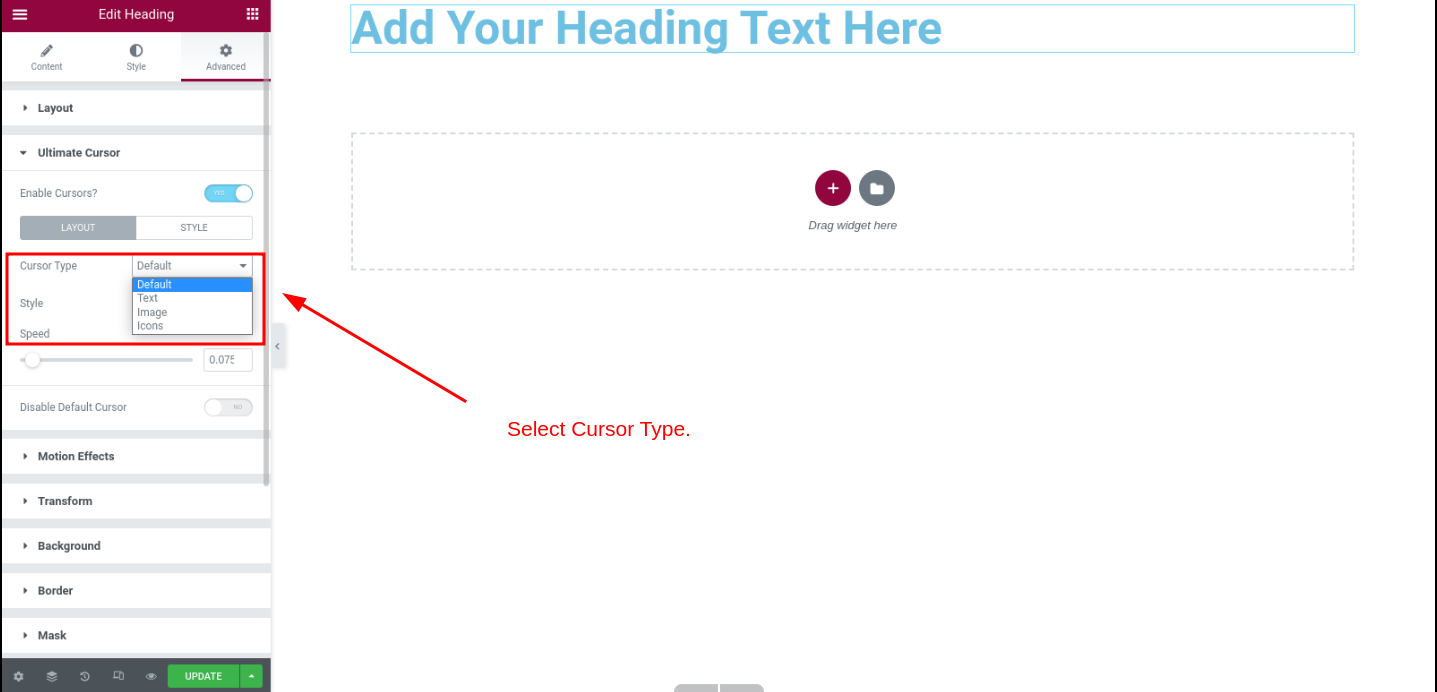 Edit Heading
Content
Style
Advanced
Layout
Ultimate Cursor
Enable Cursors?
YES
LAYOUT
STYLE
Cursor Type
Default
Default
Text
Image
Icons
Style
Speed
0.075
Disable Default Cursor
NO
Motion Effects
Transform
Background
Border
Mask
UPDATE
Add Your Heading Text Here
Drag widget here
Select Cursor Type.